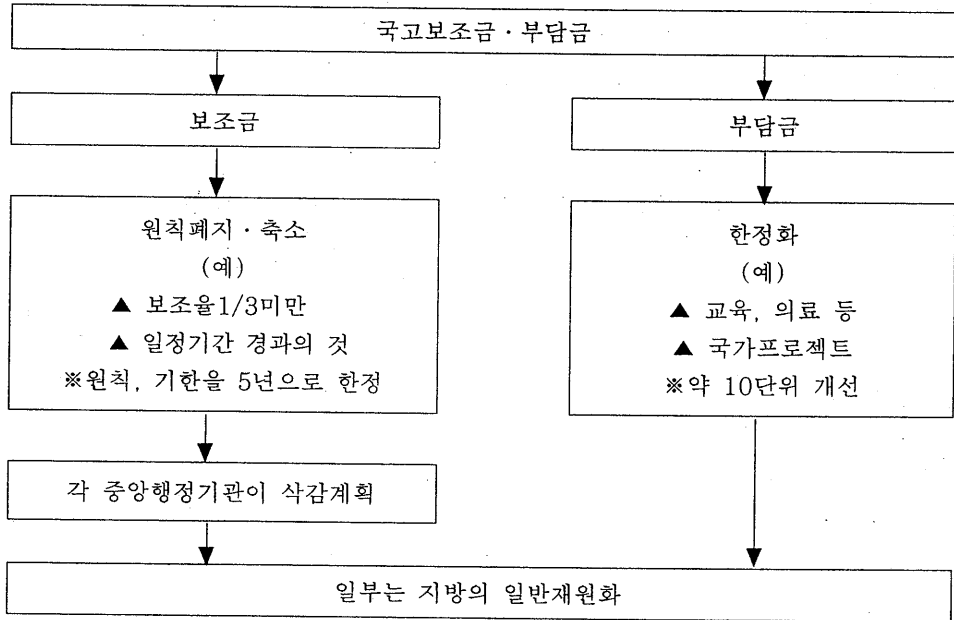 국고보조금·부담금
보조금
부담금
원칙폐지·축소
(예)
▲ 보조율1/3미만
▲ 일정기간 경과의 것
※원칙, 기한을 5년으로 한정
한정화
(예)
▲ 교육, 의료 등
▲ 국가프로젝트
※약 10단위 개선
각 중앙행정기관이 삭감계획
일부는 지방의 일반재원화